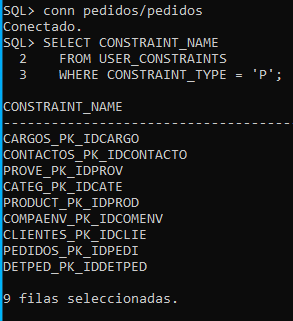 SQL> conn pedidos/pedidos
Conectado.
SQL> SELECT CONSTRAINT_NAME
  2    FROM USER_CONSTRAINTS
  3    WHERE CONSTRAINT_TYPE = 'P';
CONSTRAINT_NAME
------------------------------------
CARGOS_PK_IDCARGO
CONTACTOS_PK_IDCONTACTO
PROVE_PK_IDPROV
CATEG_PK_IDCATE
PRODUCT_PK_IDPROD
COMPAENV_PK_IDCOMENV
CLIENTES_PK_IDCLIE
PEDIDOS_PK_IDPEDI
DETPED_PK_IDDETPED
9 filas seleccionadas.